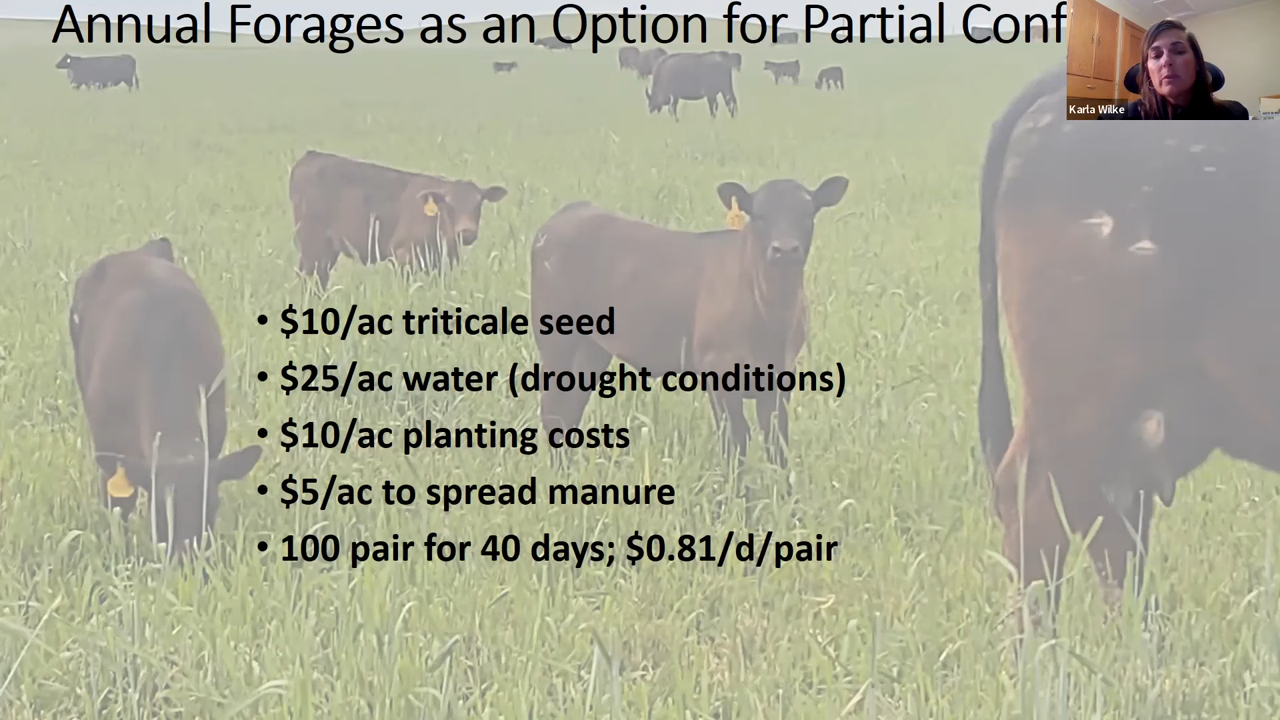 Annual Forages as an Option for Partial Conf
Karla Wilke
• $10/ac triticale seed
• $25/ac water (drought conditions)
• $10/ac planting costs
• $5/ac to spread manure
• 100 pair for 40 days; $0.81/d/pair